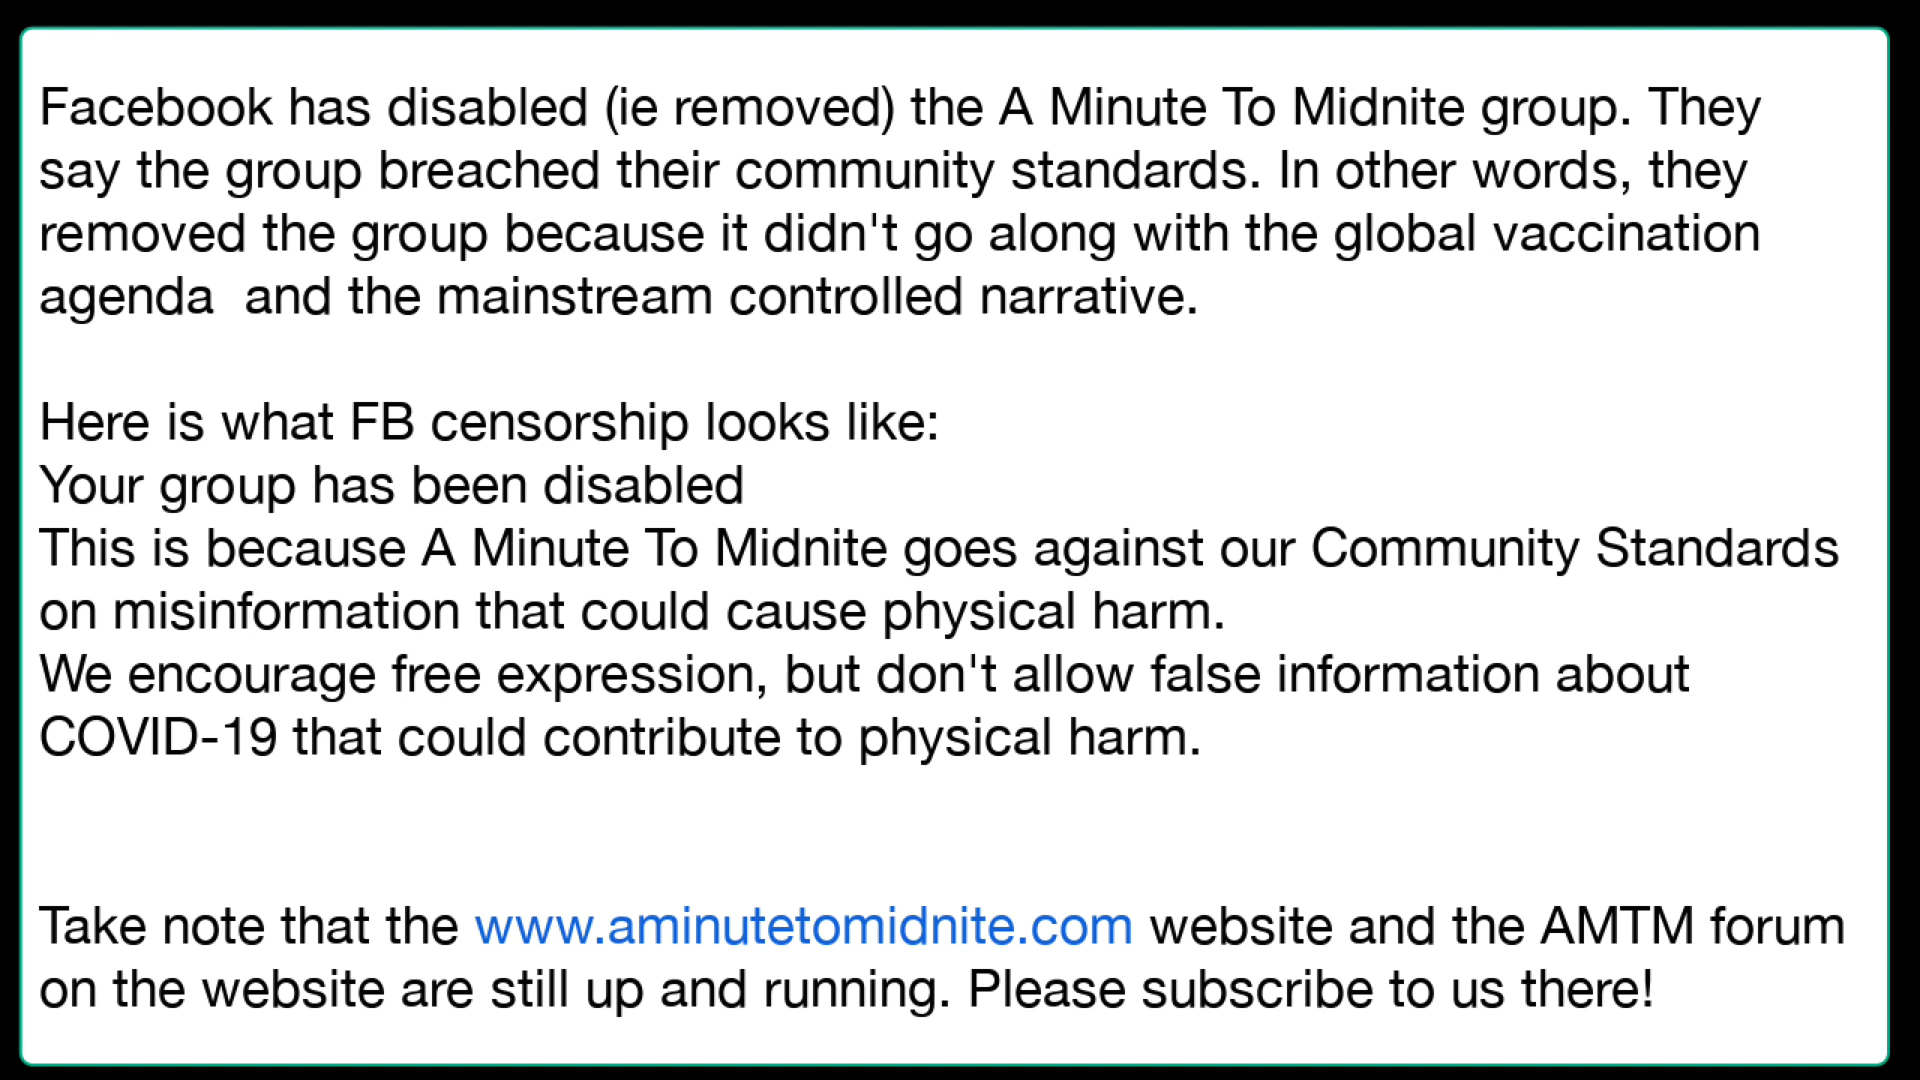 Facebook has disabled (ie removed) the A Minute To Midnite group. They
say the group breached their community standards. In other words, they
removed the group because it didn't go along with the global vaccination
agenda  and the mainstream controlled narrative.
Here is what FB censorship looks like:
Your group has been disabled
This is because A Minute To Midnite goes against our Community Standards
on misinformation that could cause physical harm.
We encourage free expression, but don't allow false information about
COVID-19 that could contribute to physical harm.
Take note that the www.aminutetomidnite.com website and the AMTM forum
on the website are still up and running. Please subscribe to us there!